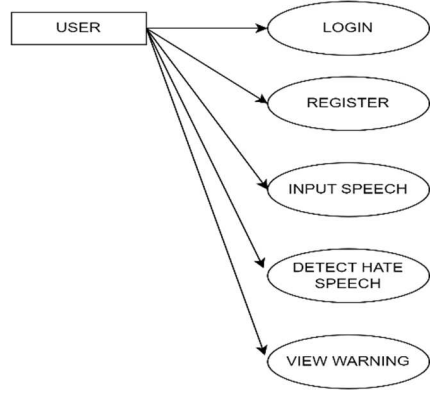 USER
LOGIN
REGISTER
INPUT SPEECH
DETECT HATE
SPEECH
VIEW WARNING